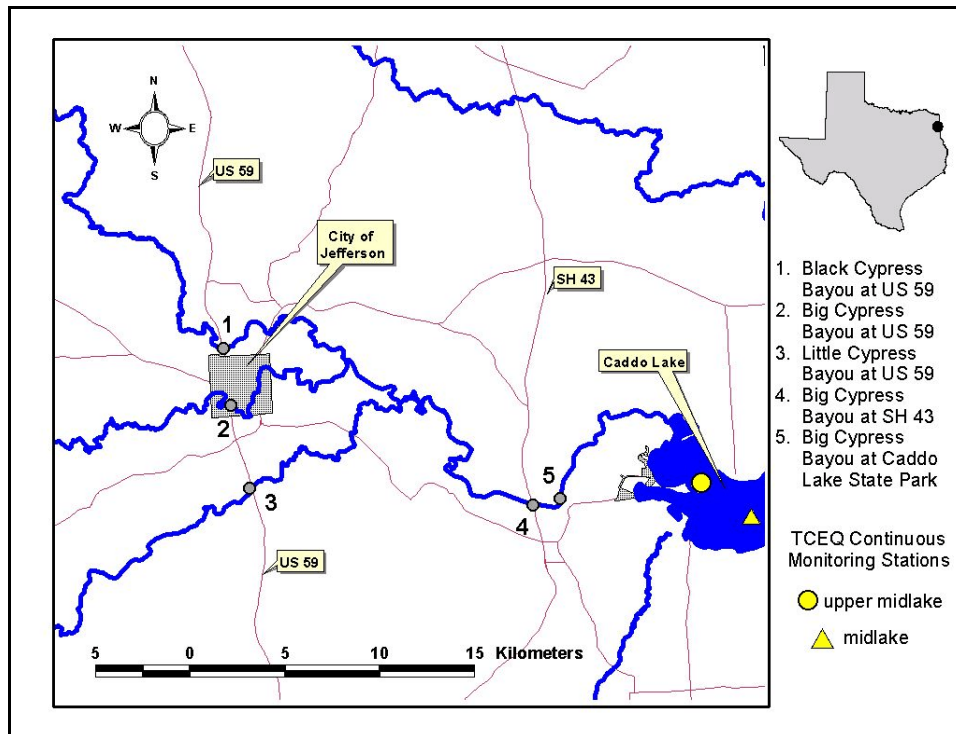 N
W
E
S
US 59
City of
Jefferson
SH 43
1
Caddo Lake
2
3
4
5
US 59
5
0
5
10
15
Kilometers
1. Black Cypress
Bayou at US 59
2. Big Cypress
Bayou at US 59
3. Little Cypress
Bayou at US 59
4. Big Cypress
Bayou at SH 43
5. Big Cypress
Bayou at Caddo
Lake State Park
TCEQ Continuous
Monitoring Stations
upper midlake
midlake